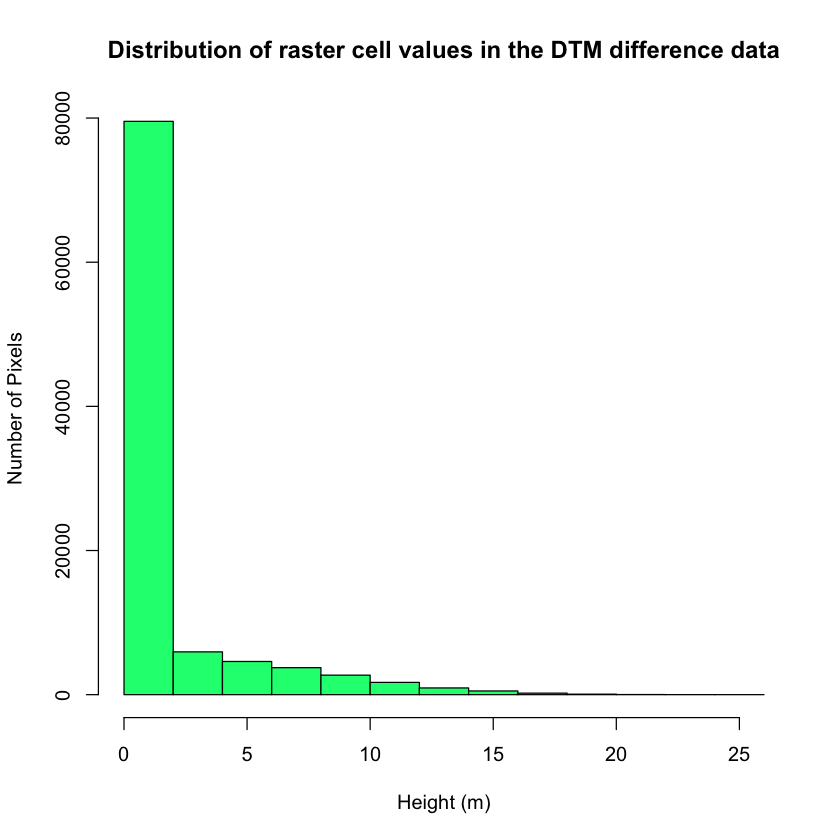 Distribution of raster cell values in the DTM difference data
Number of Pixels
80000
60000
40000
20000
0
0 5 10 15 20 25
Height (m)